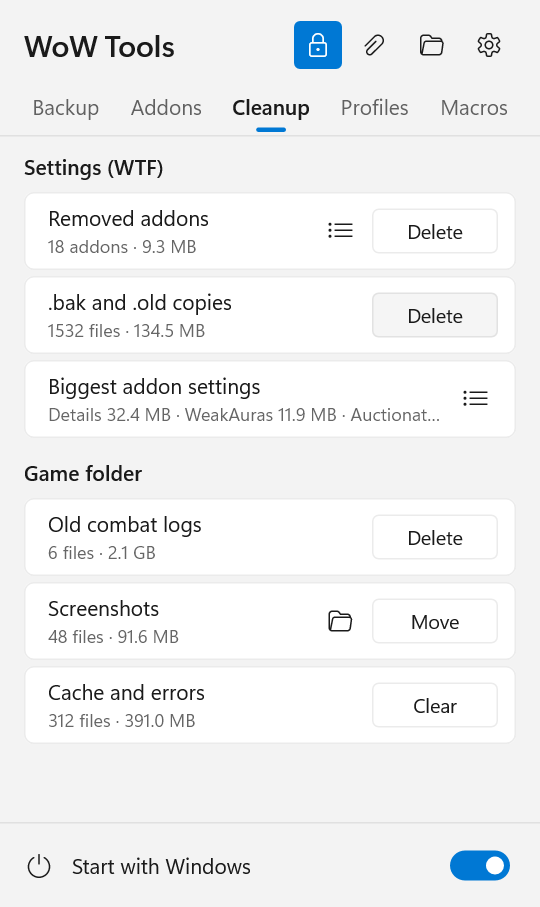 WoW Tools
Backup Addons Cleanup Profiles Macros
Settings (WTF)
Removed addons
18 addons · 9.3 MB
Delete
.bak and .old copies
1532 files · 134.5 MB
Delete
Biggest addon settings
Details 32.4 MB · WeakAuras 11.9 MB · Auctionat...
Game folder
Old combat logs
6 files · 2.1 GB
Delete
Screenshots
48 files · 91.6 MB
Move
Cache and errors
312 files · 391.0 MB
Clear
Start with Windows